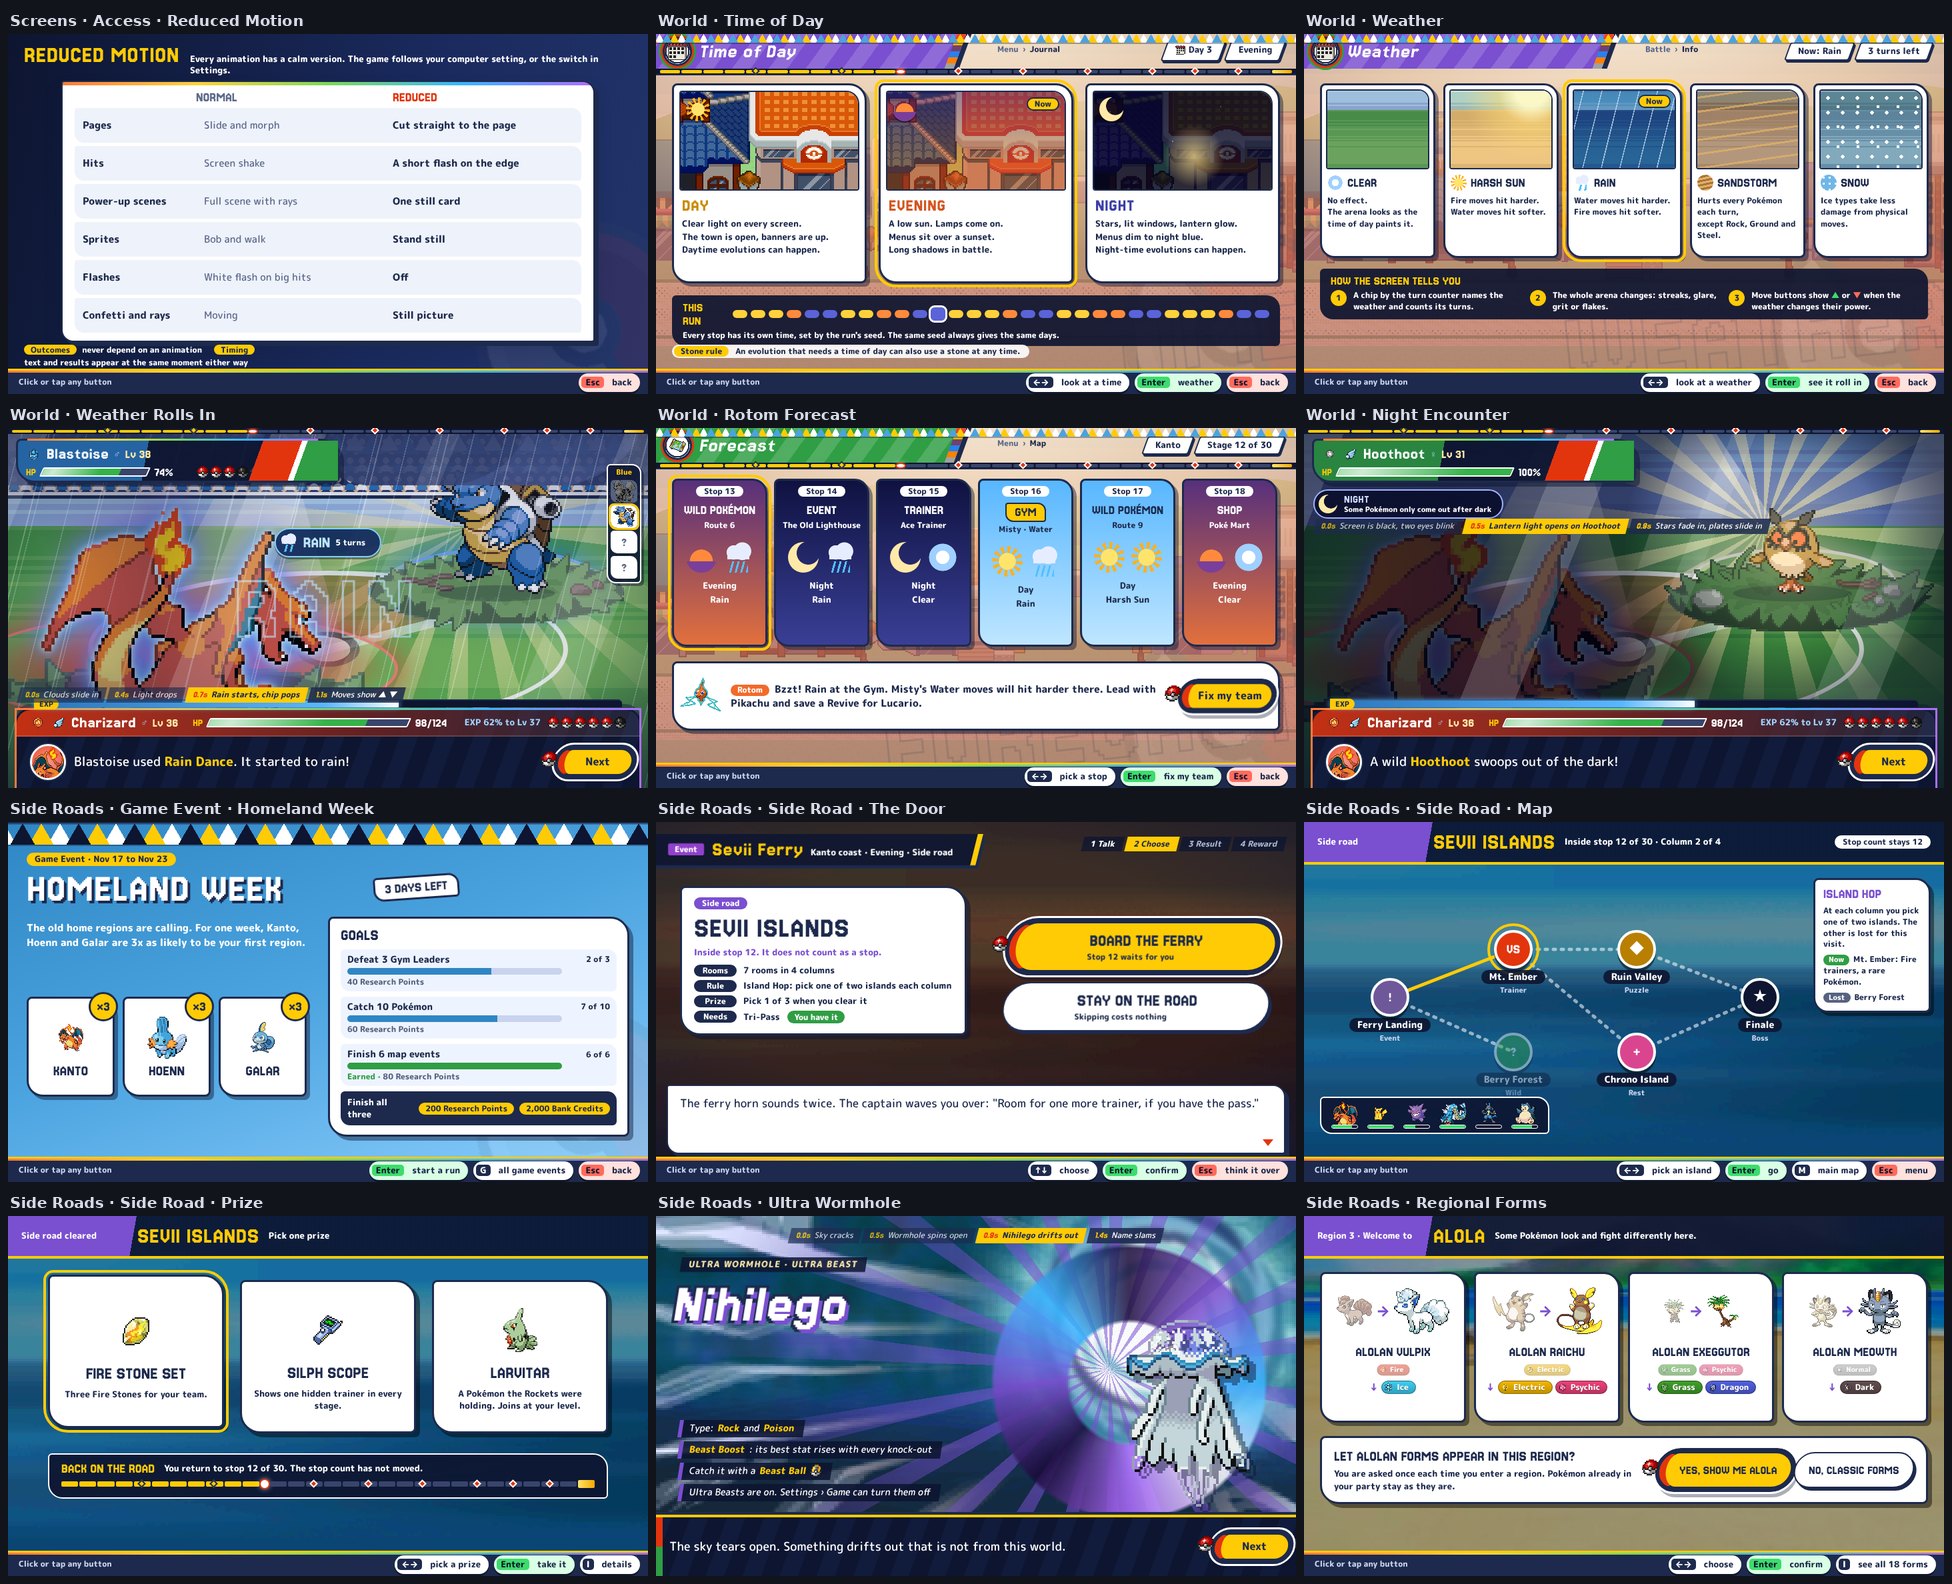 Screens · Access · Reduced Motion
REDUCED MOTION
Every animation has a calm version. The game follows your computer setting, or the switch in
Settings.
NORMAL REDUCED
Pages Slide and morph Cut straight to the page
Hits Screen shake A short flash on the edge
Power-up scenes Full scene with rays One still card
Sprites Bob and walk Stand still
Flashes White flash on big hits Off
Confetti and rays Moving Still picture
Outcomes never depend on an animation Timing
text and results appear at the same moment either way
Click or tap any button Esc back
World · Time of Day
Time of Day
Menu › Journal
Day 3 Evening
Now
DAY
Clear light on every screen.
The town is open, banners are up.
Daytime evolutions can happen.
EVENING
A low sun. Lamps come on.
Menus sit over a sunset.
Long shadows in battle.
NIGHT
Stars, lit windows, lantern glow.
Menus dim to night blue.
Night-time evolutions can happen.
THIS
RUN
Every stop has its own time, set by the run's seed. The same seed always gives the same days.
Stone rule An evolution that needs a time of day can also use a stone at any time.
Click or tap any button look at a time Enter weather Esc back
World · Weather
Weather
Battle › Info
Now: Rain 3 turns left
Now
CLEAR
No effect.
The arena looks as the
time of day paints it.
HARSH SUN
Fire moves hit harder.
Water moves hit softer.
RAIN
Water moves hit harder.
Fire moves hit softer.
SANDSTORM
Hurts every Pokémon
each turn,
except Rock, Ground and
Steel.
SNOW
Ice types take less
damage from physical
moves.
HOW THE SCREEN TELLS YOU
1 A chip by the turn counter names the
weather and counts its turns.
2 The whole arena changes: streaks, glare,
grit or flakes.
3 Move buttons show ▲ or ▼ when the
weather changes their power.
Click or tap any button look at a weather Enter see it roll in Esc back
World · Weather Rolls In
Blastoise ♂ Lv 38
HP 74%
Blue
?
?
RAIN 5 turns
RAIN
0.0s Clouds slide in 0.4s Light drops 0.7s Rain starts, chip pops 1.1s Moves show ▲ ▼
EXP
Charizard ♂ Lv 36 HP 98/124 EXP 62% to Lv 37
Blastoise used Rain Dance. It started to rain!
Next
World · Rotom Forecast
Forecast
Menu › Map
Kanto Stage 12 of 30
Stop 13
WILD POKÉMON
Route 6
Evening
Rain
Stop 14
EVENT
The Old Lighthouse
Night
Rain
Stop 15
TRAINER
Ace Trainer
Night
Clear
Stop 16
GYM
Misty · Water
Day
Rain
Stop 17
WILD POKÉMON
Route 9
Day
Harsh Sun
Stop 18
SHOP
Poké Mart
Evening
Clear
Rotom Bzzt! Rain at the Gym. Misty's Water moves will hit harder there. Lead with
Pikachu and save a Revive for Lucario.
Fix my team
Click or tap any button pick a stop Enter fix my team Esc back
World · Night Encounter
Hoothoot ♀ Lv 31
HP 100%
NIGHT
Some Pokémon only come out after dark
0.0s Screen is black, two eyes blink 0.5s Lantern light opens on Hoothoot 0.8s Stars fade in, plates slide in
EXP
Charizard ♂ Lv 36 HP 98/124 EXP 62% to Lv 37
A wild Hoothoot swoops out of the dark!
Next
Side Roads · Game Event · Homeland Week
Game Event · Nov 17 to Nov 23
HOMELAND WEEK
3 DAYS LEFT
The old home regions are calling. For one week, Kanto,
Hoenn and Galar are 3x as likely to be your first region.
×3 ×3 ×3
KANTO HOENN GALAR
GOALS
Defeat 3 Gym Leaders 2 of 3
40 Research Points
Catch 10 Pokémon 7 of 10
60 Research Points
Finish 6 map events 6 of 6
Earned · 80 Research Points
Finish all
three
200 Research Points 2,000 Bank Credits
Click or tap any button Enter start a run G all game events Esc back
Side Roads · Side Road · The Door
Event Sevii Ferry Kanto coast · Evening · Side road
1 Talk 2 Choose 3 Result 4 Reward
Side road
SEVII ISLANDS
Inside stop 12. It does not count as a stop.
Rooms 7 rooms in 4 columns
Rule Island Hop: pick one of two islands each column
Prize Pick 1 of 3 when you clear it
Needs Tri-Pass You have it
BOARD THE FERRY
Stop 12 waits for you
STAY ON THE ROAD
Skipping costs nothing
The ferry horn sounds twice. The captain waves you over: "Room for one more trainer, if you have the pass."
Click or tap any button choose Enter confirm Esc think it over
Side Roads · Side Road · Map
Side road SEVII ISLANDS Inside stop 12 of 30 · Column 2 of 4 Stop count stays 12
ISLAND HOP
At each column you pick
one of two islands. The
other is lost for this
visit.
Now Mt. Ember: Fire
trainers, a rare
Pokémon.
Lost Berry Forest
VS
Mt. Ember
Trainer
Ruin Valley
Puzzle
!
Ferry Landing
Event
Finale
Boss
?
Berry Forest
Wild
Chrono Island
Rest
Click or tap any button pick an island Enter go M main map Esc menu
Side Roads · Side Road · Prize
Side road cleared SEVII ISLANDS Pick one prize
FIRE STONE SET
Three Fire Stones for your team.
SILPH SCOPE
Shows one hidden trainer in every
stage.
LARVITAR
A Pokémon the Rockets were
holding. Joins at your level.
BACK ON THE ROAD You return to stop 12 of 30. The stop count has not moved.
Click or tap any button pick a prize Enter take it I details
Side Roads · Ultra Wormhole
0.0s Sky cracks 0.5s Wormhole spins open 0.8s Nihilego drifts out 1.4s Name slams
ULTRA WORMHOLE · ULTRA BEAST
Nihilego
Type: Rock and Poison
Beast Boost : its best stat rises with every knock-out
Catch it with a Beast Ball
Ultra Beasts are on. Settings › Game can turn them off
The sky tears open. Something drifts out that is not from this world.
Next
Side Roads · Regional Forms
Region 3 · Welcome to ALOLA Some Pokémon look and fight differently here.
ALOLAN VULPIX
Fire
Ice
ALOLAN RAICHU
Electric
Electric Psychic
ALOLAN EXEGGUTOR
Grass Psychic
Grass Dragon
ALOLAN MEOWTH
Normal
Dark
LET ALOLAN FORMS APPEAR IN THIS REGION?
You are asked once each time you enter a region. Pokémon already in
your party stay as they are.
YES, SHOW ME ALOLA
NO, CLASSIC FORMS
Click or tap any button choose Enter confirm I see all 18 forms